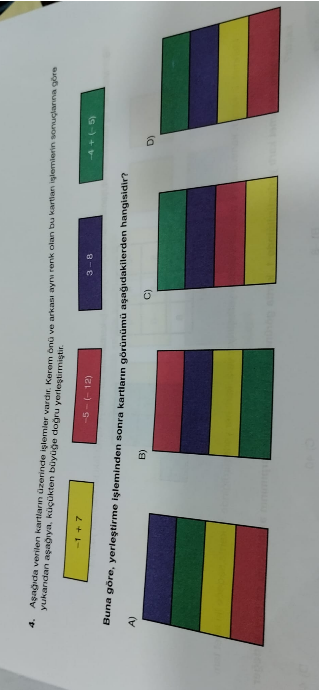 4. Aşağıda verilen kartların üzerinde işlemler vardır. Kerem önü ve arkası aynı renk olan bu kartları işlemlerin sonuçlarına göre
yukarıdan aşağıya, küçükten büyüğe doğru yerleştirmiştir.
-1 + 7
-5 - (- 12)
3 - 8
-4 + (- 5)
Buna göre, yerleştirme işleminden sonra kartların görünümü aşağıdakilerden hangisidir?
A)
B)
C)
D)